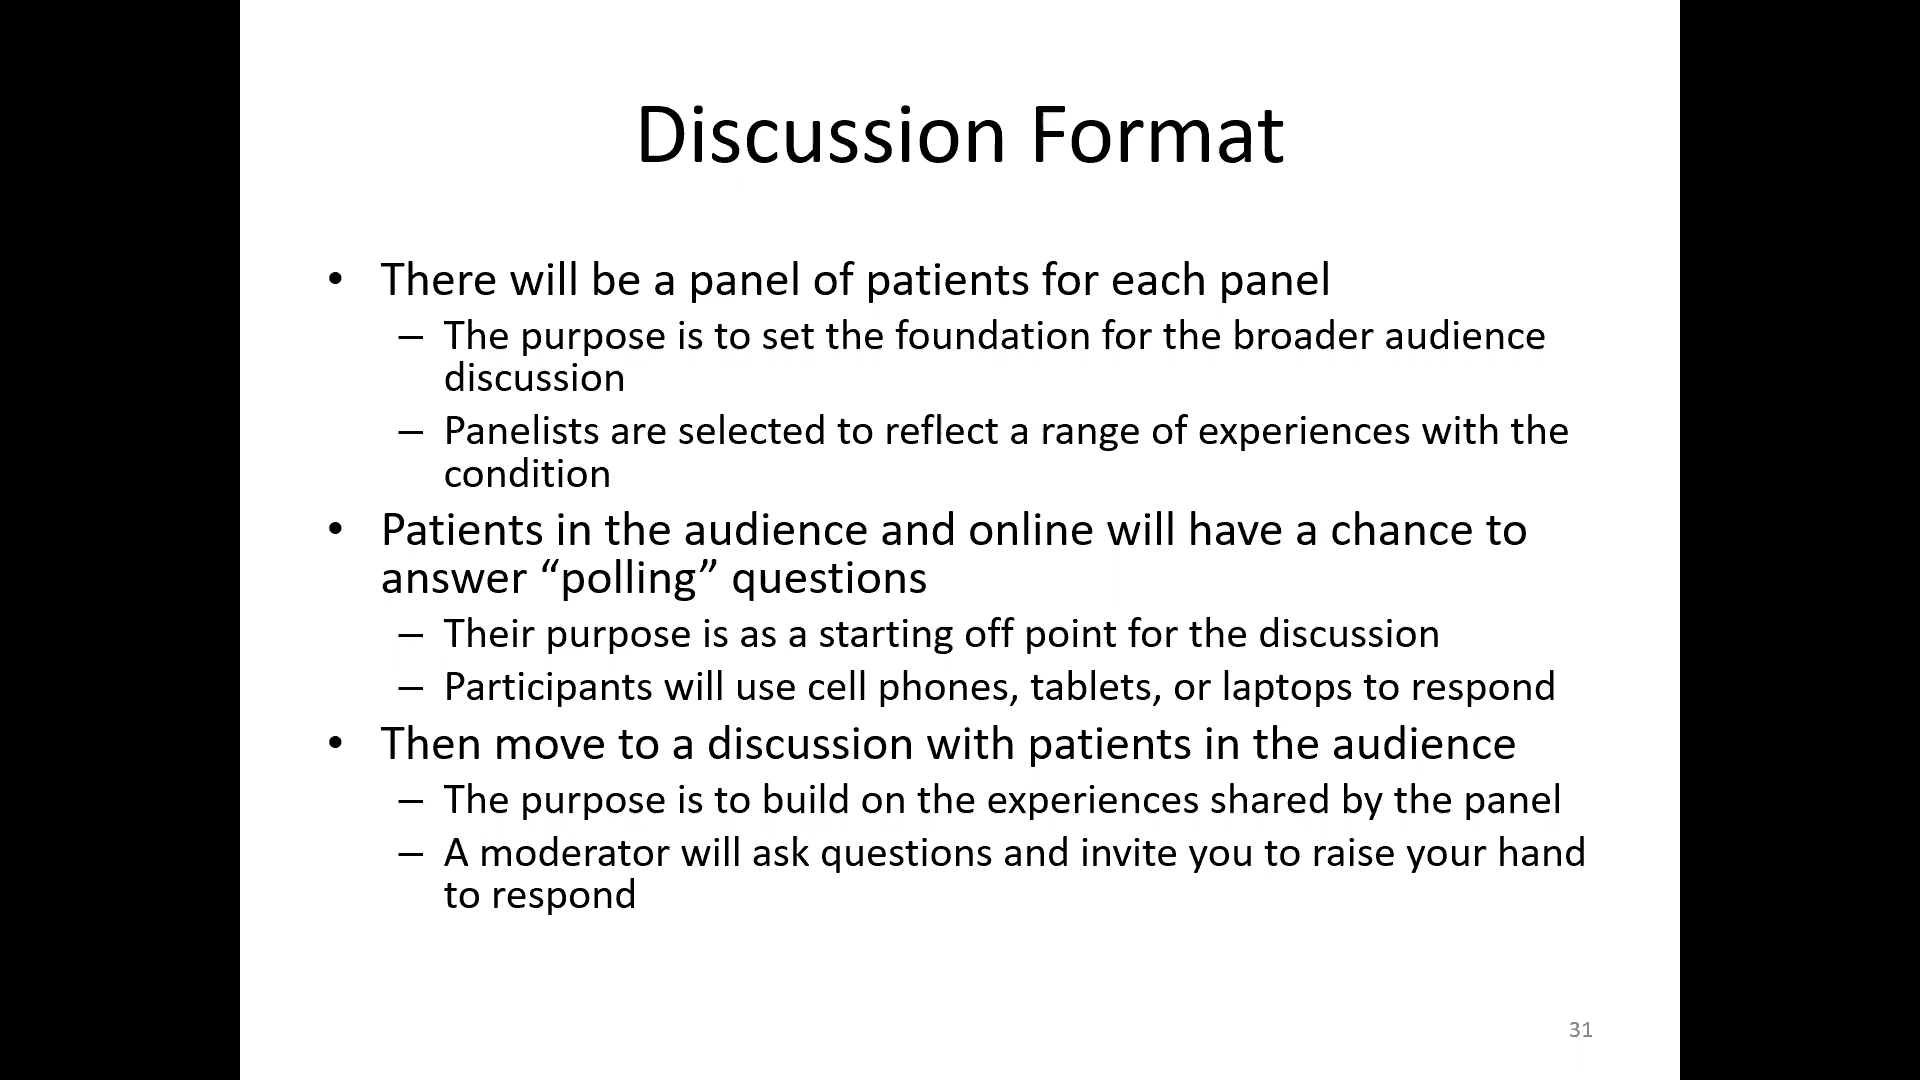 Discussion Format
• There will be a panel of patients for each panel
– The purpose is to set the foundation for the broader audience
discussion
– Panelists are selected to reflect a range of experiences with the
condition
• Patients in the audience and online will have a chance to
answer “polling” questions
– Their purpose is as a starting off point for the discussion
– Participants will use cell phones, tablets, or laptops to respond
• Then move to a discussion with patients in the audience
– The purpose is to build on the experiences shared by the panel
– A moderator will ask questions and invite you to raise your hand
to respond
31